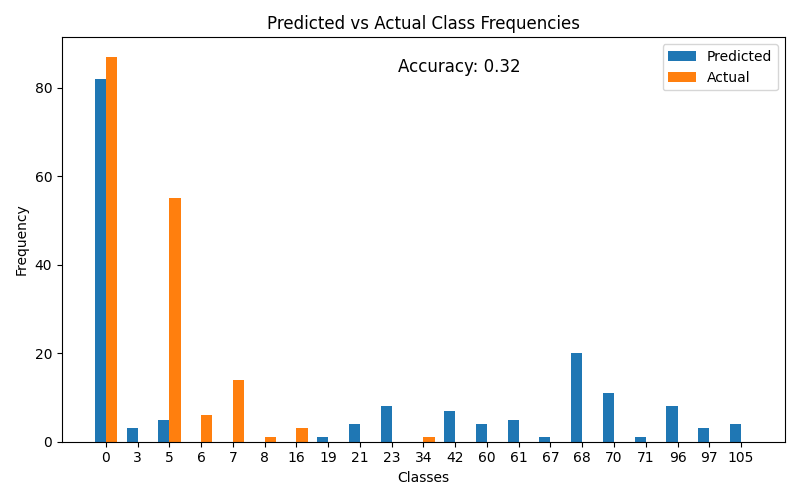 Predicted vs Actual Class Frequencies
Accuracy: 0.32
Predicted
Actual
Frequency
80
60
40
20
0
0 3 5 6 7 8 16 19 21 23 34 42 60 61 67 68 70 71 96 97 105
Classes